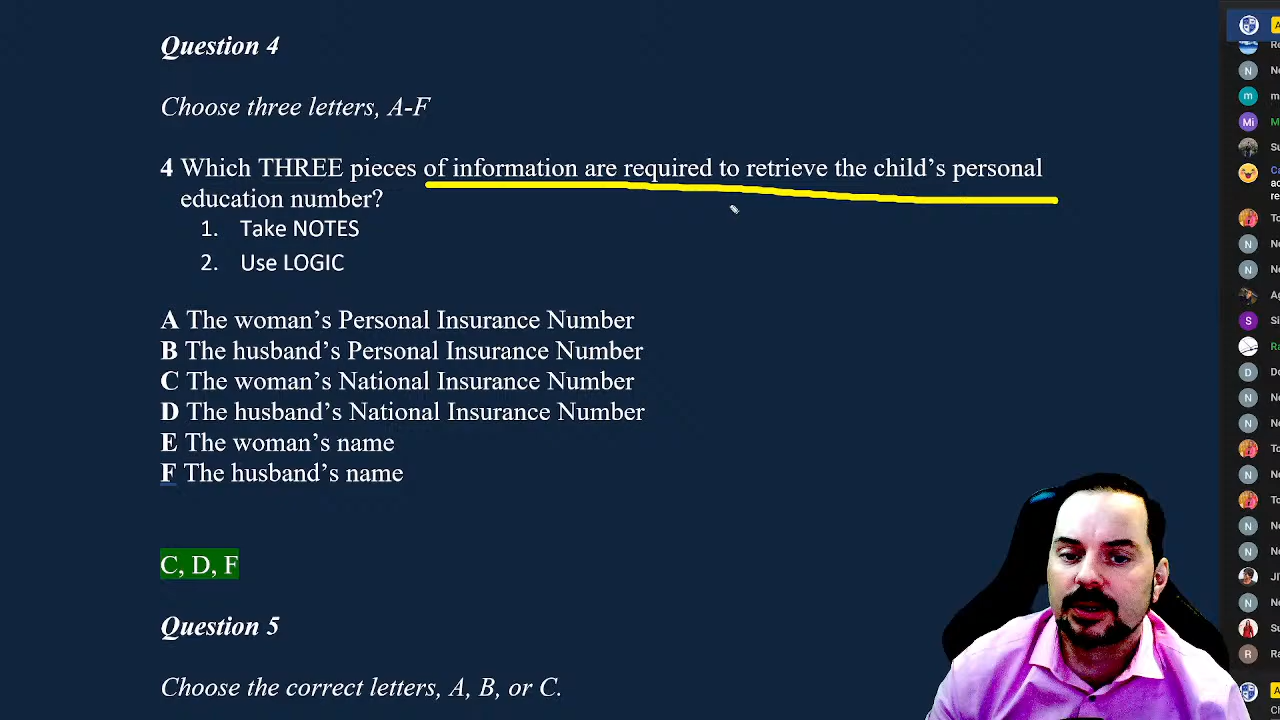 Question 4
Choose three letters, A-F
4 Which THREE pieces of information are required to retrieve the child’s personal
education number?
1. Take NOTES
2. Use LOGIC
A The woman’s Personal Insurance Number
B The husband’s Personal Insurance Number
C The woman’s National Insurance Number
D The husband’s National Insurance Number
E The woman’s name
F The husband’s name
C, D, F
Question 5
Choose the correct letters, A, B, or C.